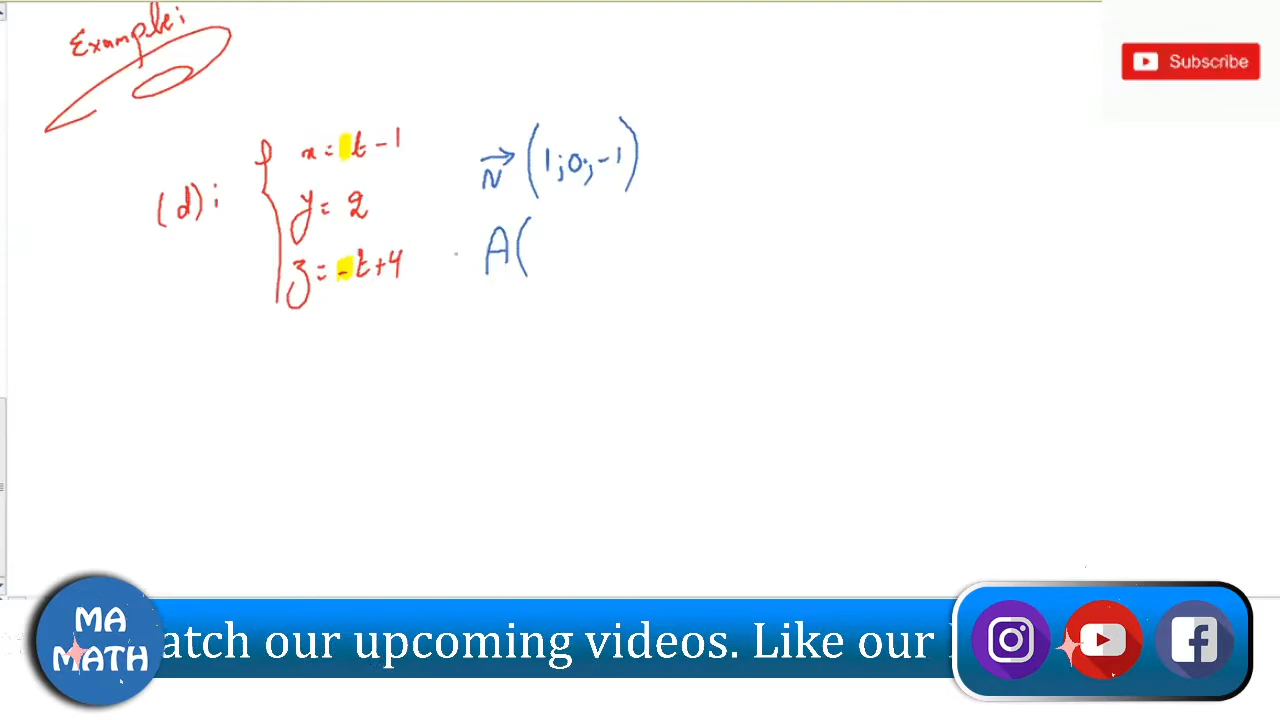 Example:
Subscribe
x = t - 1
(d): y = 2
z = -t + 4
N (1; 0; -1)
A(
MA
MATH
atch our upcoming videos. Like our